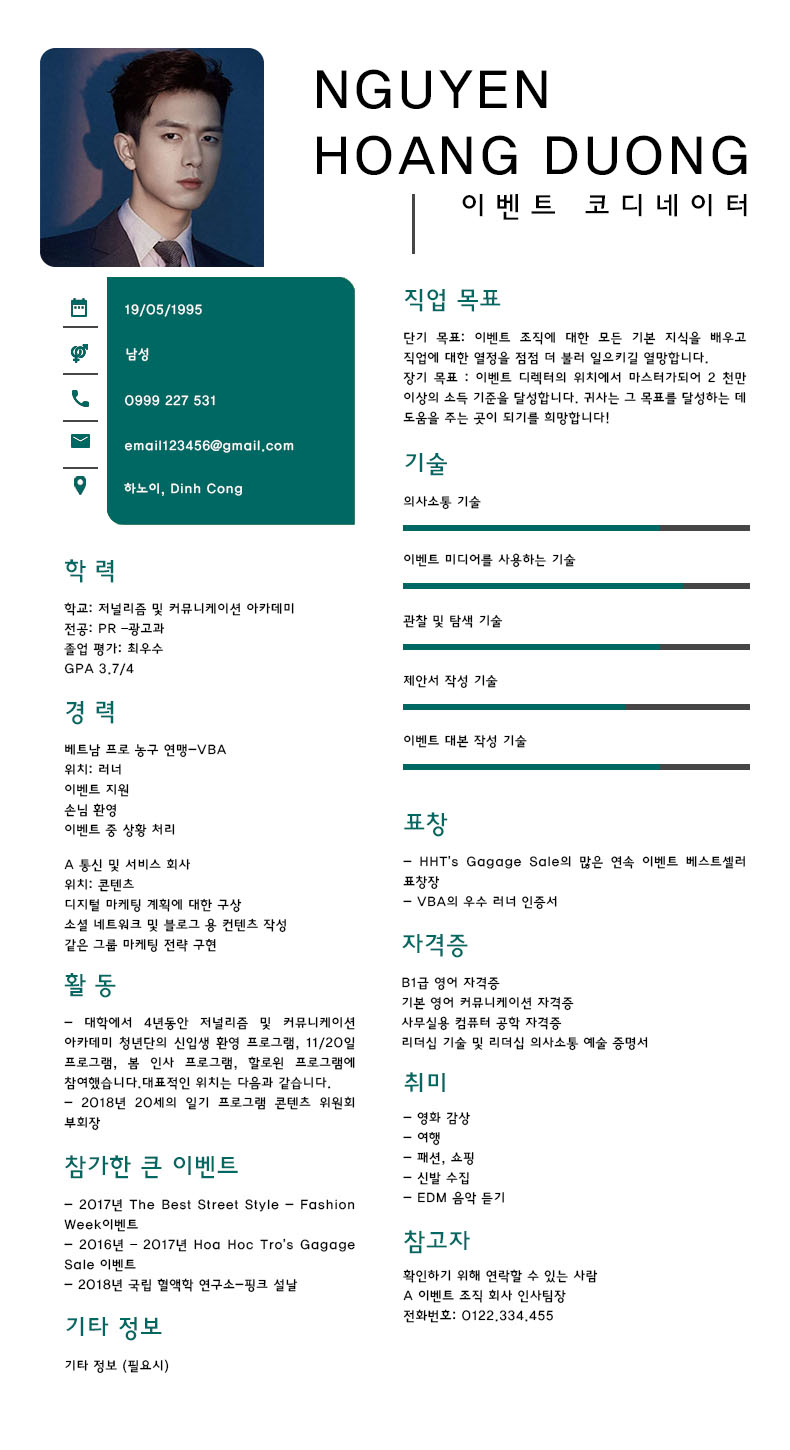 NGUYEN
HOANG DUONG
이벤트 코디네이터
19/05/1995
남성
0999 227 531
email123456@gmail.com
하노이, Dinh Cong
학 력
학교: 저널리즘 및 커뮤니케이션 아카데미
전공: PR –광고과
졸업 평가: 최우수
GPA 3.7/4
경 력
베트남 프로 농구 연맹–VBA
위치: 러너
이벤트 지원
손님 환영
이벤트 중 상황 처리
A 통신 및 서비스 회사
위치: 콘텐츠
디지털 마케팅 계획에 대한 구상
소셜 네트워크 및 블로그 용 컨텐츠 작성
같은 그룹 마케팅 전략 구현
활 동
– 대학에서 4년동안 저널리즘 및 커뮤니케이션
아카데미 청년단의 신입생 환영 프로그램, 11/20일
프로그램, 봄 인사 프로그램, 할로윈 프로그램에
참여했습니다.대표적인 위치는 다음과 같습니다.
– 2018년 20세의 일기 프로그램 콘텐츠 위원회
부회장
참가한 큰 이벤트
– 2017년 The Best Street Style – Fashion
Week이벤트
– 2016년 - 2017년 Hoa Hoc Tro's Gagage
Sale 이벤트
– 2018년 국립 혈액학 연구소–핑크 설날
기타 정보
기타 정보 (필요시)
직업 목표
단기 목표: 이벤트 조직에 대한 모든 기본 지식을 배우고
직업에 대한 열정을 점점 더 불러 일으키길 열망합니다.
장기 목표 : 이벤트 디렉터의 위치에서 마스터가되어 2 천만
이상의 소득 기준을 달성합니다. 귀사는 그 목표를 달성하는 데
도움을 주는 곳이 되기를 희망합니다!
기술
의사소통 기술
이벤트 미디어를 사용하는 기술
관찰 및 탐색 기술
제안서 작성 기술
이벤트 대본 작성 기술
표창
– HHT's Gagage Sale의 많은 연속 이벤트 베스트셀러
표창장
– VBA의 우수 러너 인증서
자격증
B1급 영어 자격증
기본 영어 커뮤니케이션 자격증
사무실용 컴퓨터 공학 자격증
리더십 기술 및 리더십 의사소통 예술 증명서
취미
– 영화 감상
– 여행
– 패션, 쇼핑
– 신발 수집
– EDM 음악 듣기
참고자
확인하기 위해 연락할 수 있는 사람
A 이벤트 조직 회사 인사팀장
전화번호: 0122.334.455